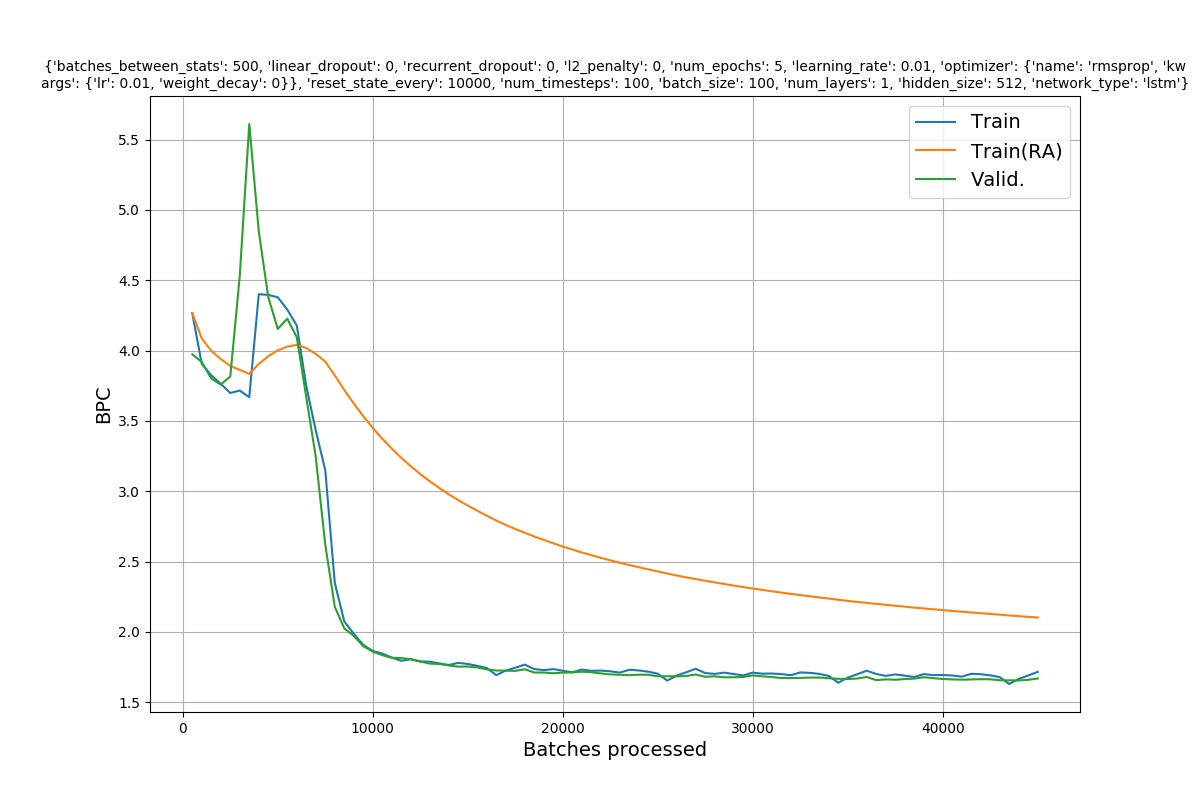 {'batches_between_stats': 500, 'linear_dropout': 0, 'recurrent_dropout': 0, 'l2_penalty': 0, 'num_epochs': 5, 'learning_rate': 0.01, 'optimizer': {'name': 'rmsprop', 'kw
args': {'lr': 0.01, 'weight_decay': 0}}, 'reset_state_every': 10000, 'num_timesteps': 100, 'batch_size': 100, 'num_layers': 1, 'hidden_size': 512, 'network_type': 'lstm'}
Train
Train(RA)
Valid.
5.5
5.0
4.5
4.0
3.5
3.0
2.5
2.0
1.5
BPC
0
10000
20000
30000
40000
Batches processed